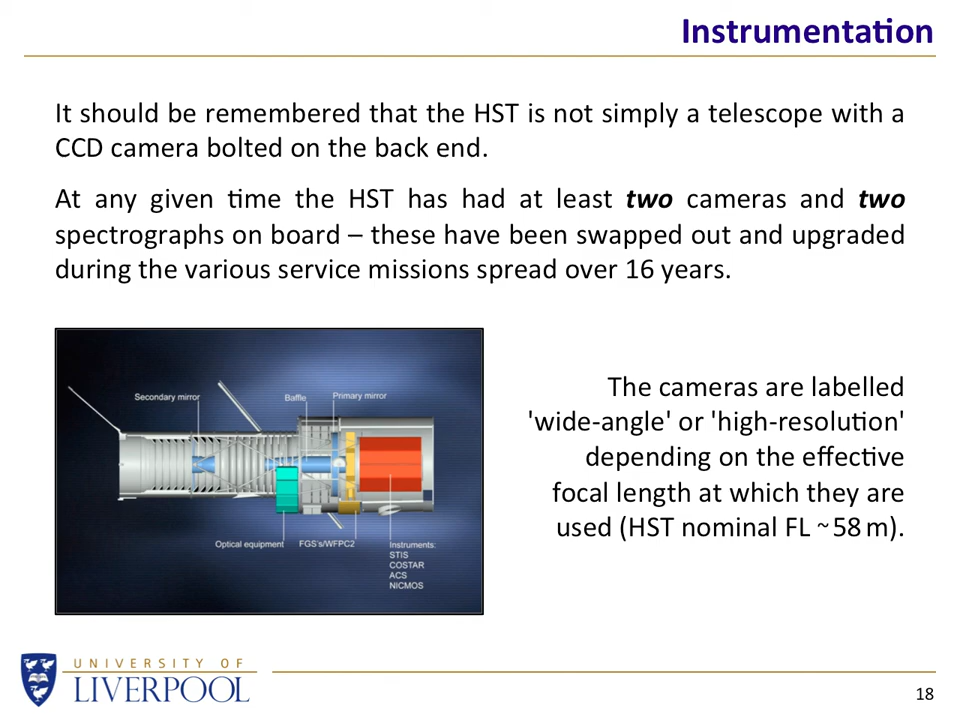 Instrumentation
It should be remembered that the HST is not simply a telescope with a
CCD camera bolted on the back end.
At any given time the HST has had at least two cameras and two
spectrographs on board – these have been swapped out and upgraded
during the various service missions spread over 16 years.
Secondary mirror
Baffle
Primary mirror
Optical equipment
FGS's/WFPC2
Instruments:
STIS
COSTAR
ACS
NICMOS
The cameras are labelled
'wide-angle' or 'high-resolution'
depending on the effective
focal length at which they are
used (HST nominal FL ~ 58 m).
UNIVERSITY OF
LIVERPOOL
18